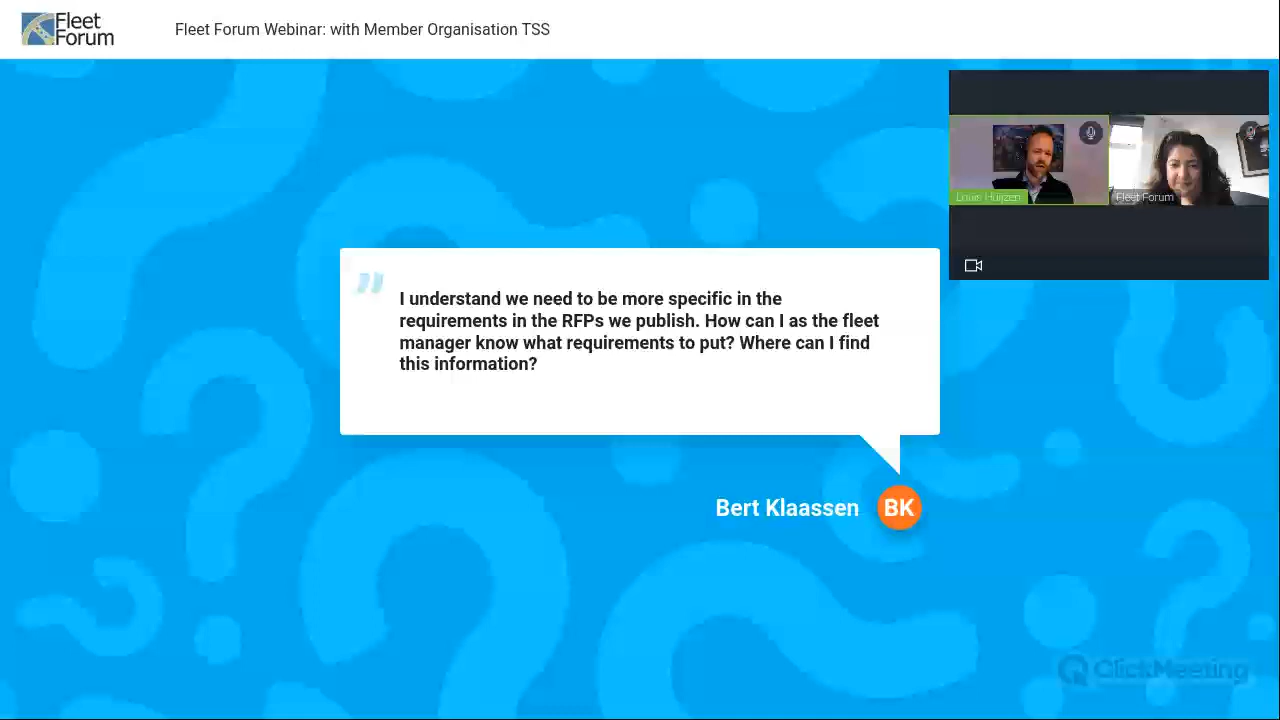 Fleet
Forum
Fleet Forum Webinar: with Member Organisation TSS
Louis Huijzen
Fleet Forum
I understand we need to be more specific in the
requirements in the RFPs we publish. How can I as the fleet
manager know what requirements to put? Where can I find
this information?
Bert Klaassen
BK
ClickMeeting